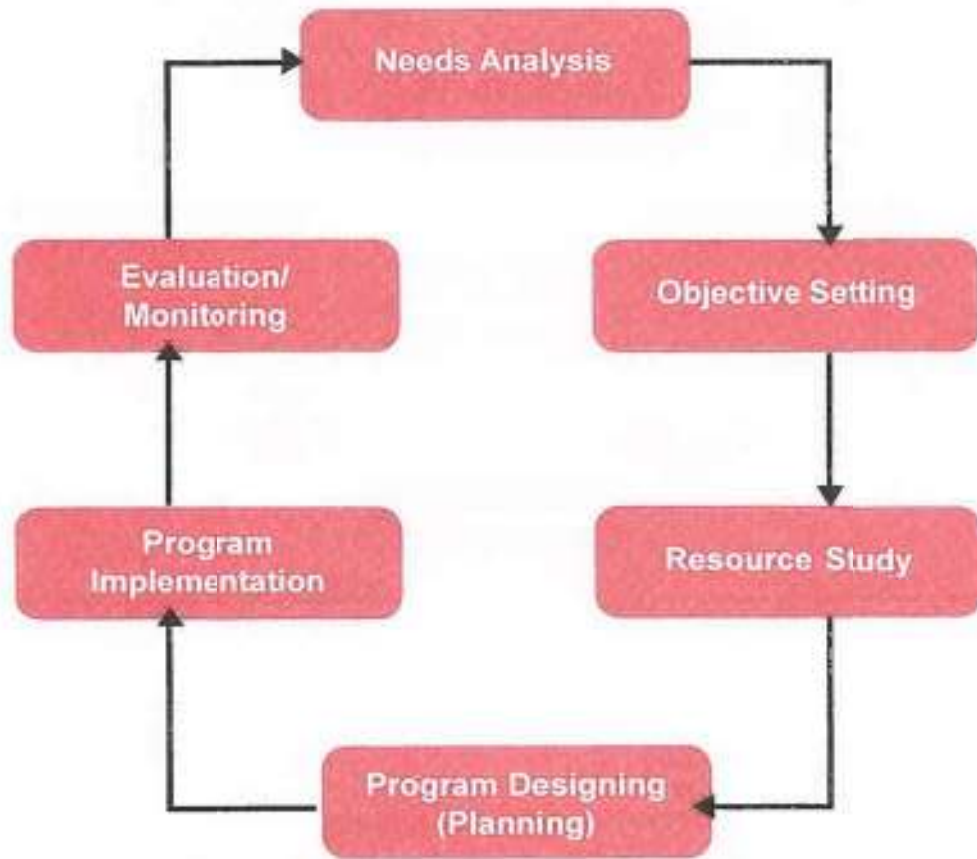 Needs Analysis
Objective Setting
Resource Study
Program Designing
(Planning)
Program
Implementation
Evaluation/
Monitoring